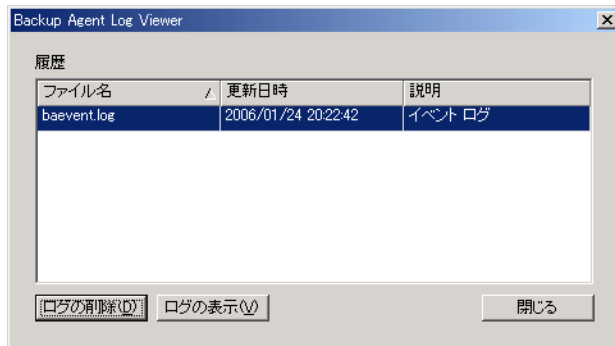 Backup Agent Log Viewer
履歴
ファイル名 更新日時 説明
baevent.log 2006/01/24 20:22:42 イベント ログ
ログの削除(D) ログの表示(V) 閉じる